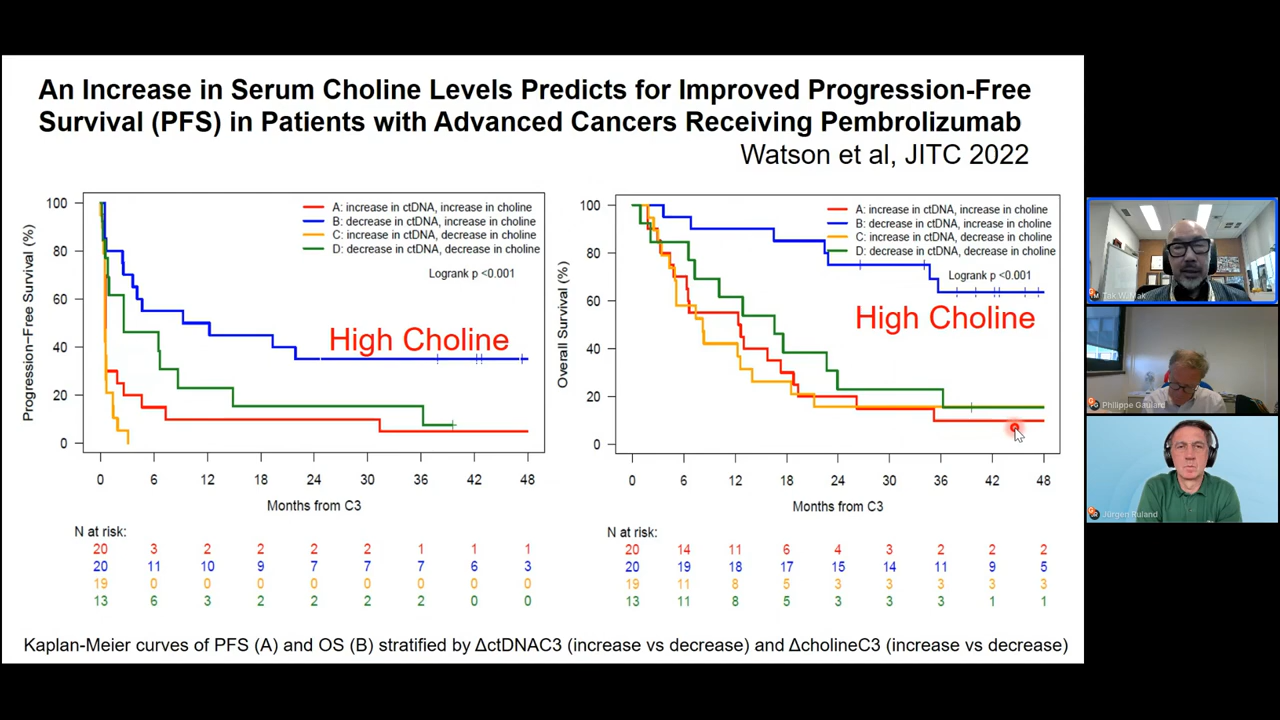 An Increase in Serum Choline Levels Predicts for Improved Progression-Free
Survival (PFS) in Patients with Advanced Cancers Receiving Pembrolizumab
Watson et al, JITC 2022
Progression-Free Survival (%)
100
80
60
40
20
0
A: increase in ctDNA, increase in choline
B: decrease in ctDNA, increase in choline
C: increase in ctDNA, decrease in choline
D: decrease in ctDNA, decrease in choline
Logrank p <0.001
High Choline
0 6 12 18 24 30 36 42 48
Months from C3
N at risk:
20 3 2 2 2 2 1 1 1
20 11 10 9 7 7 7 6 3
19 0 0 0 0 0 0 0 0
13 6 3 2 2 2 2 0 0
Overall Survival (%)
100
80
60
40
20
0
A: increase in ctDNA, increase in choline
B: decrease in ctDNA, increase in choline
C: increase in ctDNA, decrease in choline
D: decrease in ctDNA, decrease in choline
Logrank p <0.001
High Choline
0 6 12 18 24 30 36 42 48
Months from C3
N at risk:
20 14 11 6 4 3 2 2 2
20 19 18 17 15 14 11 9 5
19 11 8 5 3 3 3 3 3
13 11 8 5 3 3 3 1 1
Kaplan-Meier curves of PFS (A) and OS (B) stratified by ΔctDNAC3 (increase vs decrease) and ΔcholineC3 (increase vs decrease)
Tak W. Mak
Philippe Gaulard
Jürgen Ruland